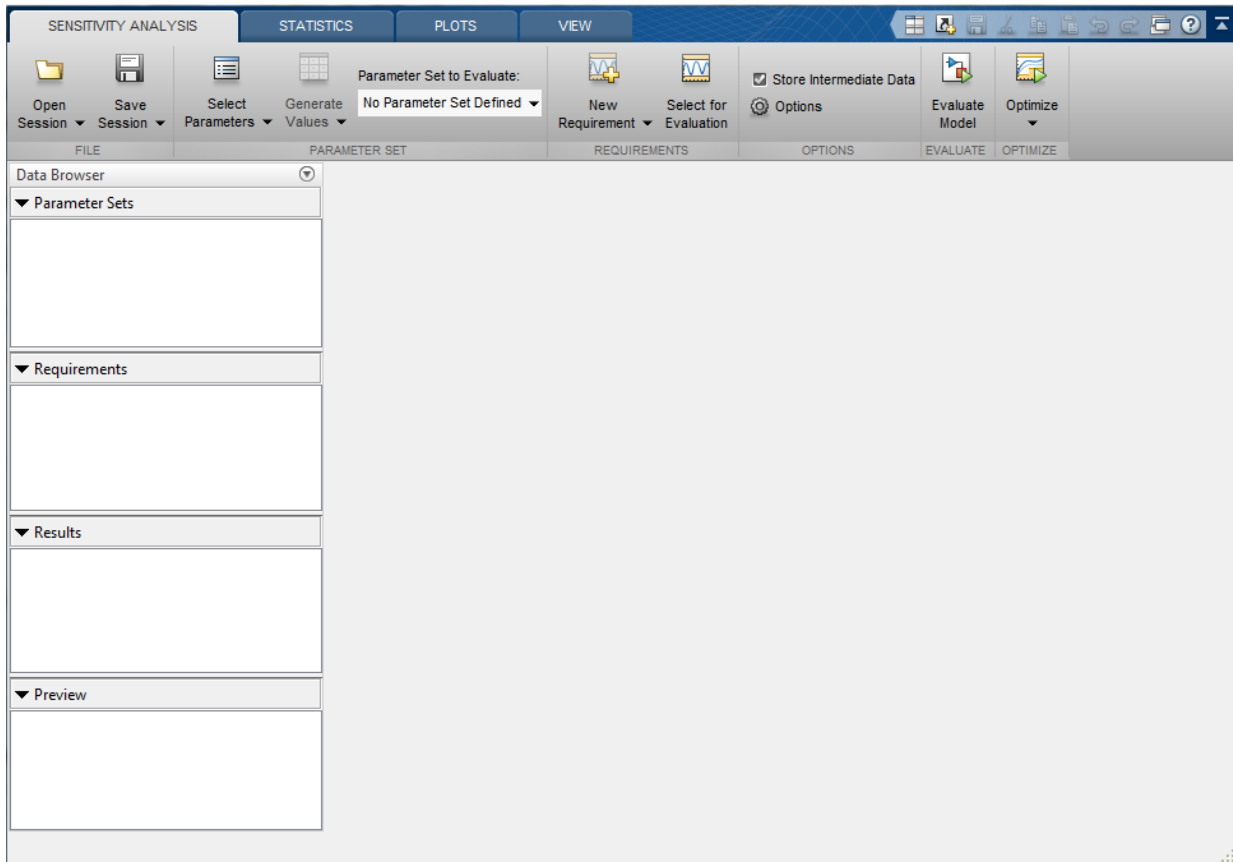 SENSITIVITY ANALYSIS
STATISTICS
PLOTS
VIEW
Open
Session
Save
Session
Select
Parameters
Generate
Values
Parameter Set to Evaluate:
No Parameter Set Defined
New
Requirement
Select for
Evaluation
Store Intermediate Data
Options
Evaluate
Model
Optimize
FILE
PARAMETER SET
REQUIREMENTS
OPTIONS
EVALUATE
OPTIMIZE
Data Browser
Parameter Sets
Requirements
Results
Preview